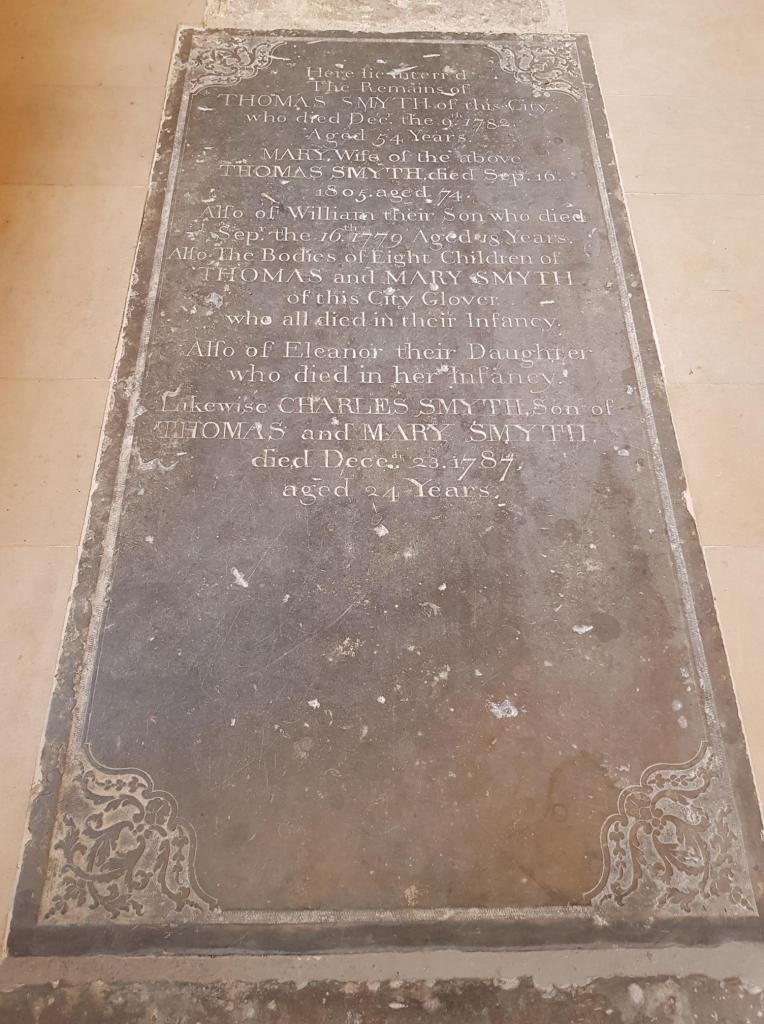 Here lie interr'd
The Remains of
THOMAS SMYTH of this City,
who died Decr. the 9th. 1782.
Aged 54 Years.
MARY, Wife of the above
THOMAS SMYTH, died Sep. 16.
1805. aged 74.
Alſo of William their Son who died
Sepr. the 16th. 1779 Aged 18 Years.
Alſo The Bodies of Eight Children of
THOMAS and MARY SMYTH
of this City Glover
who all died in their Infancy.
Alſo of Eleanor their Daughter
who died in her Infancy.
Likewise CHARLES SMYTH, Son of
THOMAS and MARY SMYTH.
died 23. 1787.
aged 24 Years.